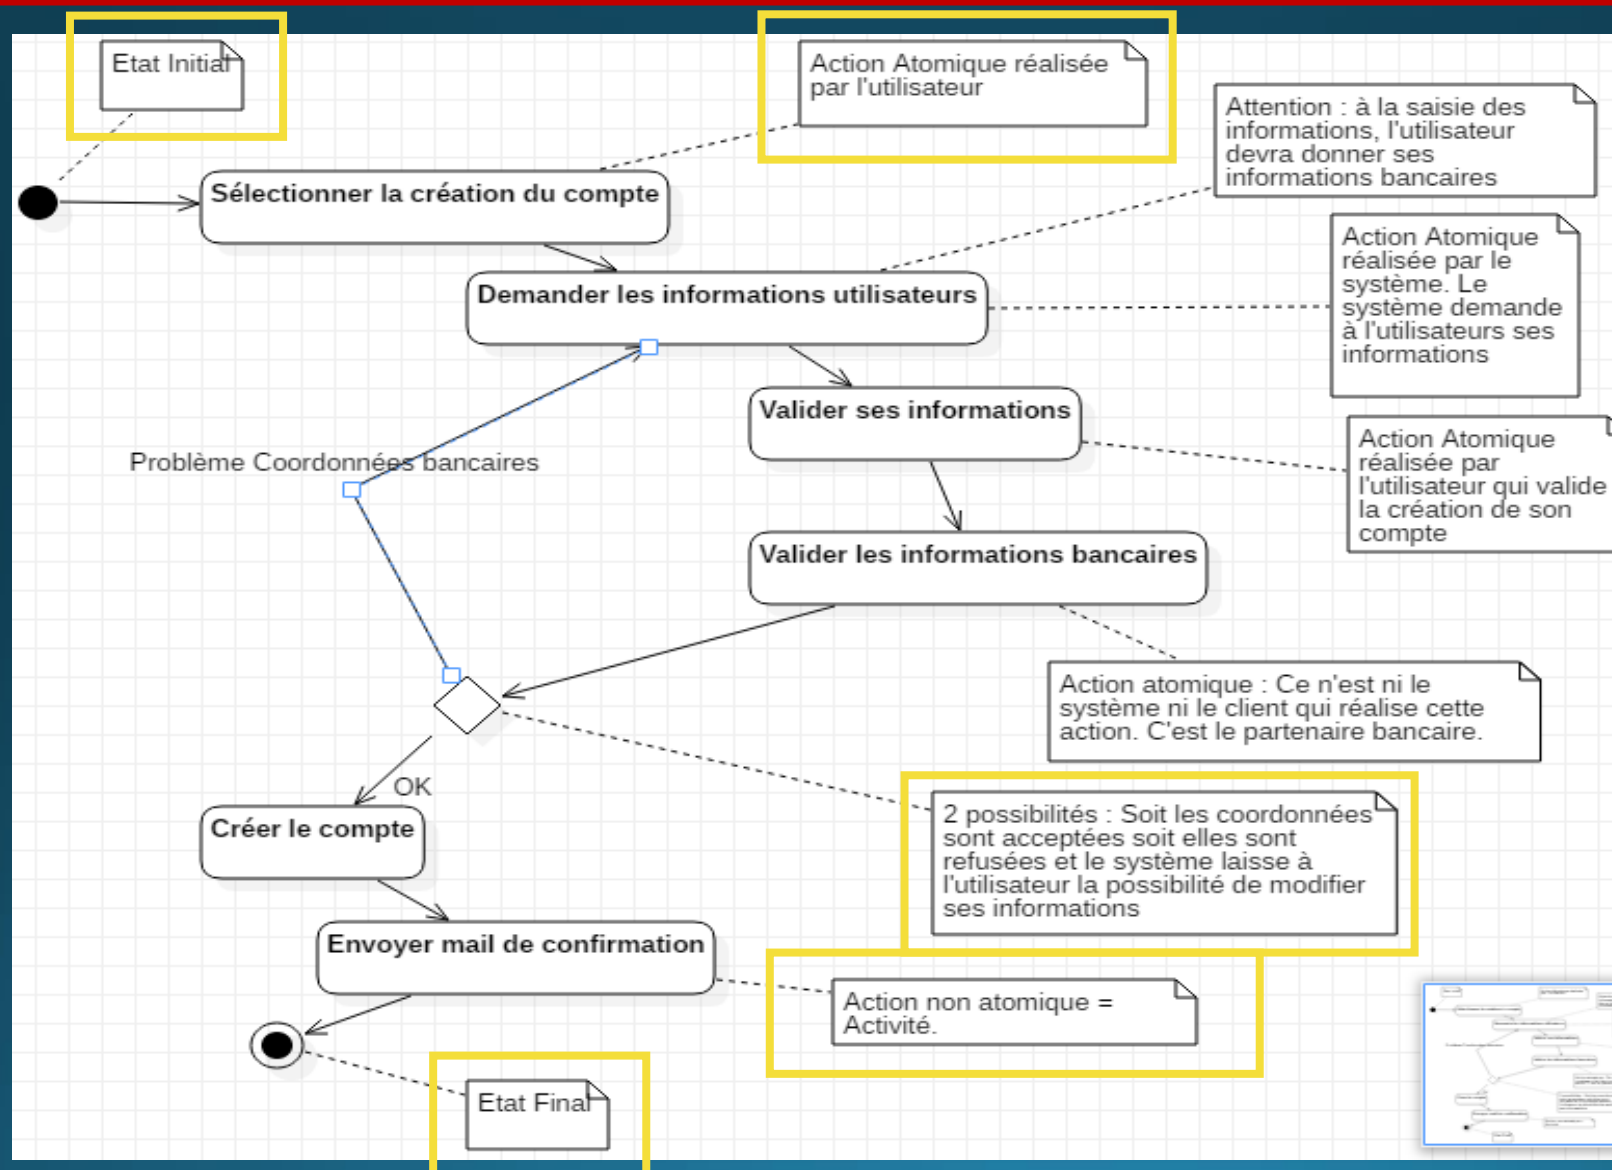 Etat Initial
Action Atomique réalisée
par l'utilisateur
Attention : à la saisie des
informations, l'utilisateur
devra donner ses
informations bancaires
Sélectionner la création du compte
Action Atomique
réalisée par le
système. Le
système demande
à l'utilisateurs ses
informations
Demander les informations utilisateurs
Valider ses informations
Action Atomique
réalisée par
l'utilisateur qui valide
la création de son
compte
Problème Coordonnées bancaires
Valider les informations bancaires
Action atomique : Ce n'est ni le
système ni le client qui réalise cette
action. C'est le partenaire bancaire.
OK
2 possibilités : Soit les coordonnées
sont acceptées soit elles sont
refusées et le système laisse à
l'utilisateur la possibilité de modifier
ses informations
Créer le compte
Envoyer mail de confirmation
Action non atomique =
Activité.
Etat Final